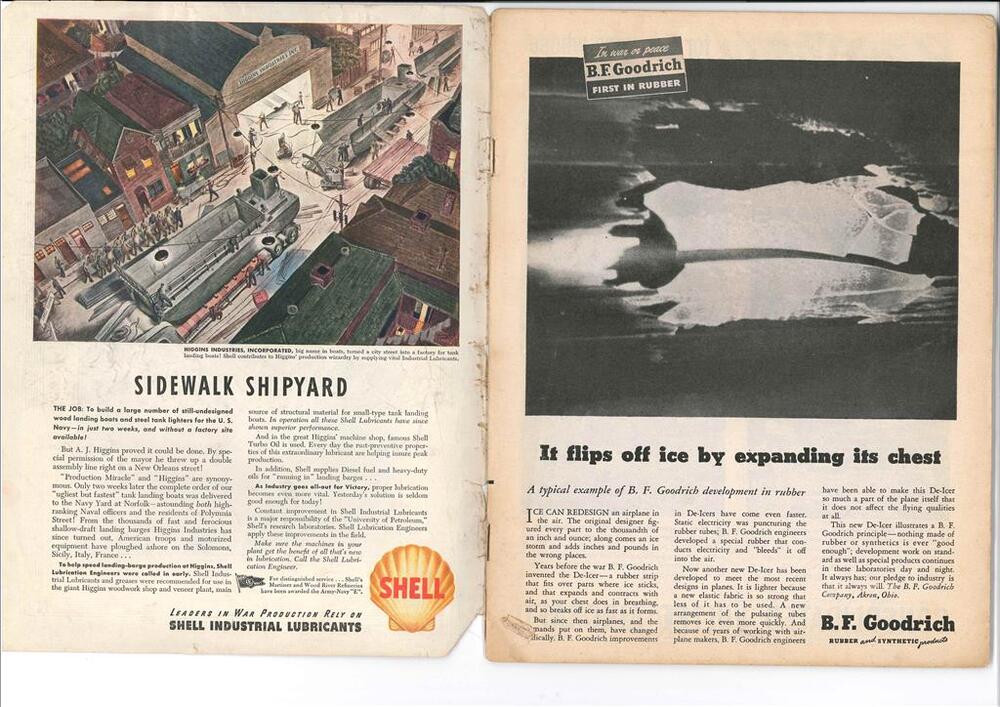 HIGGINS INDUSTRIES INC.
HIGGINS INDUSTRIES, INCORPORATED, big name in boats, turned a city street into a factory for tank
landing boats! Shell contributes to Higgins' production wizardry by supplying vital Industrial Lubricants.
SIDEWALK SHIPYARD
THE JOB: To build a large number of still-undesigned
wood landing boats and steel tank lighters for the U. S.
Navy—in just two weeks, and without a factory site
available!
But A. J. Higgins proved it could be done. By spe-
cial permission of the mayor he threw up a double
assembly line right on a New Orleans street!
"Production Miracle" and "Higgins" are synony-
mous. Only two weeks later the complete order of our
"ugliest but fastest" tank landing boats was delivered
to the Navy Yard at Norfolk—astounding both high-
ranking Naval officers and the residents of Polymnia
Street! From the thousands of fast and ferocious
shallow-draft landing barges Higgins Industries has
since turned out, American troops and motorized
equipment have ploughed ashore on the Solomons,
Sicily, Italy, France . . .
To help speed landing-barge production at Higgins, Shell
Lubrication Engineers were called in early. Shell Indus-
trial Lubricants and greases were recommended for use in
the giant Higgins woodwork shop and veneer plant, main
source of structural material for small-type tank landing
boats. In operation all these Shell Lubricants have since
shown superior performance.
And in the great Higgins' machine shop, famous Shell
Turbo Oil is used. Every day the rust-preventive proper-
ties of this extraordinary lubricant are helping insure peak
production.
In addition, Shell supplies Diesel fuel and heavy-duty
oils for "running in" landing barges . . .
As Industry goes all-out for Victory, proper lubrication
becomes even more vital. Yesterday's solution is seldom
good enough for today!
Constant improvement in Shell Industrial Lubricants
is a major responsibility of the "University of Petroleum,"
Shell's research laboratories. Shell Lubrication Engineers
apply these improvements in the field.
Make sure the machines in your
plant get the benefit of all that's new
in lubrication. Call the Shell Lubri-
cation Engineer.
For distinguished service . . . Shell's
Martinez and Wood River Refineries
have been awarded the Army-Navy "E".
SHELL
LEADERS IN WAR PRODUCTION RELY ON
SHELL INDUSTRIAL LUBRICANTS
In war or peace
B.F. Goodrich
FIRST IN RUBBER
It flips off ice by expanding its chest
A typical example of B. F. Goodrich development in rubber
ICE CAN REDESIGN an airplane in
the air. The original designer fig-
ured every part to the thousandth of
an inch and ounce; along comes an ice
storm and adds inches and pounds in
the wrong places.
Years before the war B. F. Goodrich
invented the De-Icer—a rubber strip
that fits over parts where ice sticks,
and that expands and contracts with
air, as your chest does in breathing,
and so breaks off ice as fast as it forms.
But since then airplanes, and the
mands put on them, have changed
dically. B. F. Goodrich improvements
in De-Icers have come even faster.
Static electricity was puncturing the
rubber tubes; B. F. Goodrich engineers
developed a special rubber that con-
ducts electricity and "bleeds" it off
into the air.
Now another new De-Icer has been
developed to meet the most recent
designs in planes. It is lighter because
a new elastic fabric is so strong that
less of it has to be used. A new
arrangement of the pulsating tubes
removes ice even more quickly. And
because of years of working with air-
plane makers, B. F. Goodrich engineers
have been able to make this De-Icer
so much a part of the plane itself that
it does not affect the flying qualities
at all.
This new De-Icer illustrates a B. F.
Goodrich principle—nothing made of
rubber or synthetics is ever "good
enough"; development work on stand-
ard as well as special products continues
in these laboratories day and night.
It always has; our pledge to industry is
that it always will. The B. F. Goodrich
Company, Akron, Ohio.
B.F. Goodrich
RUBBER and SYNTHETIC products